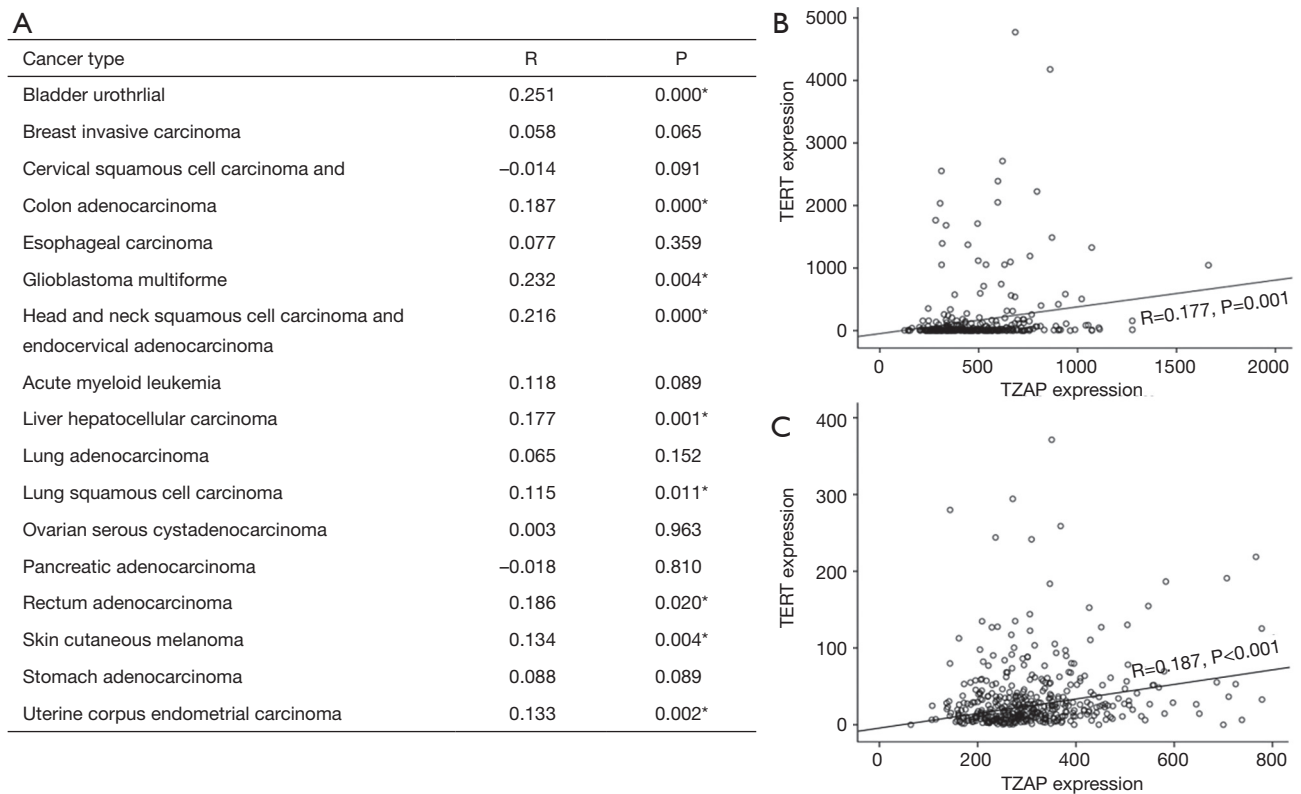 A
Cancer type R P
Bladder urothrlial 0.251 0.000*
Breast invasive carcinoma 0.058 0.065
Cervical squamous cell carcinoma and −0.014 0.091
Colon adenocarcinoma 0.187 0.000*
Esophageal carcinoma 0.077 0.359
Glioblastoma multiforme 0.232 0.004*
Head and neck squamous cell carcinoma and 0.216 0.000*
endocervical adenocarcinoma
Acute myeloid leukemia 0.118 0.089
Liver hepatocellular carcinoma 0.177 0.001*
Lung adenocarcinoma 0.065 0.152
Lung squamous cell carcinoma 0.115 0.011*
Ovarian serous cystadenocarcinoma 0.003 0.963
Pancreatic adenocarcinoma −0.018 0.810
Rectum adenocarcinoma 0.186 0.020*
Skin cutaneous melanoma 0.134 0.004*
Stomach adenocarcinoma 0.088 0.089
Uterine corpus endometrial carcinoma 0.133 0.002*
B
TERT expression
5000
4000
3000
2000
1000
0
R=0.177, P=0.001
0 500 1000 1500 2000
TZAP expression
C
TERT expression
400
300
200
100
0
R=0.187, P<0.001
0 200 400 600 800
TZAP expression